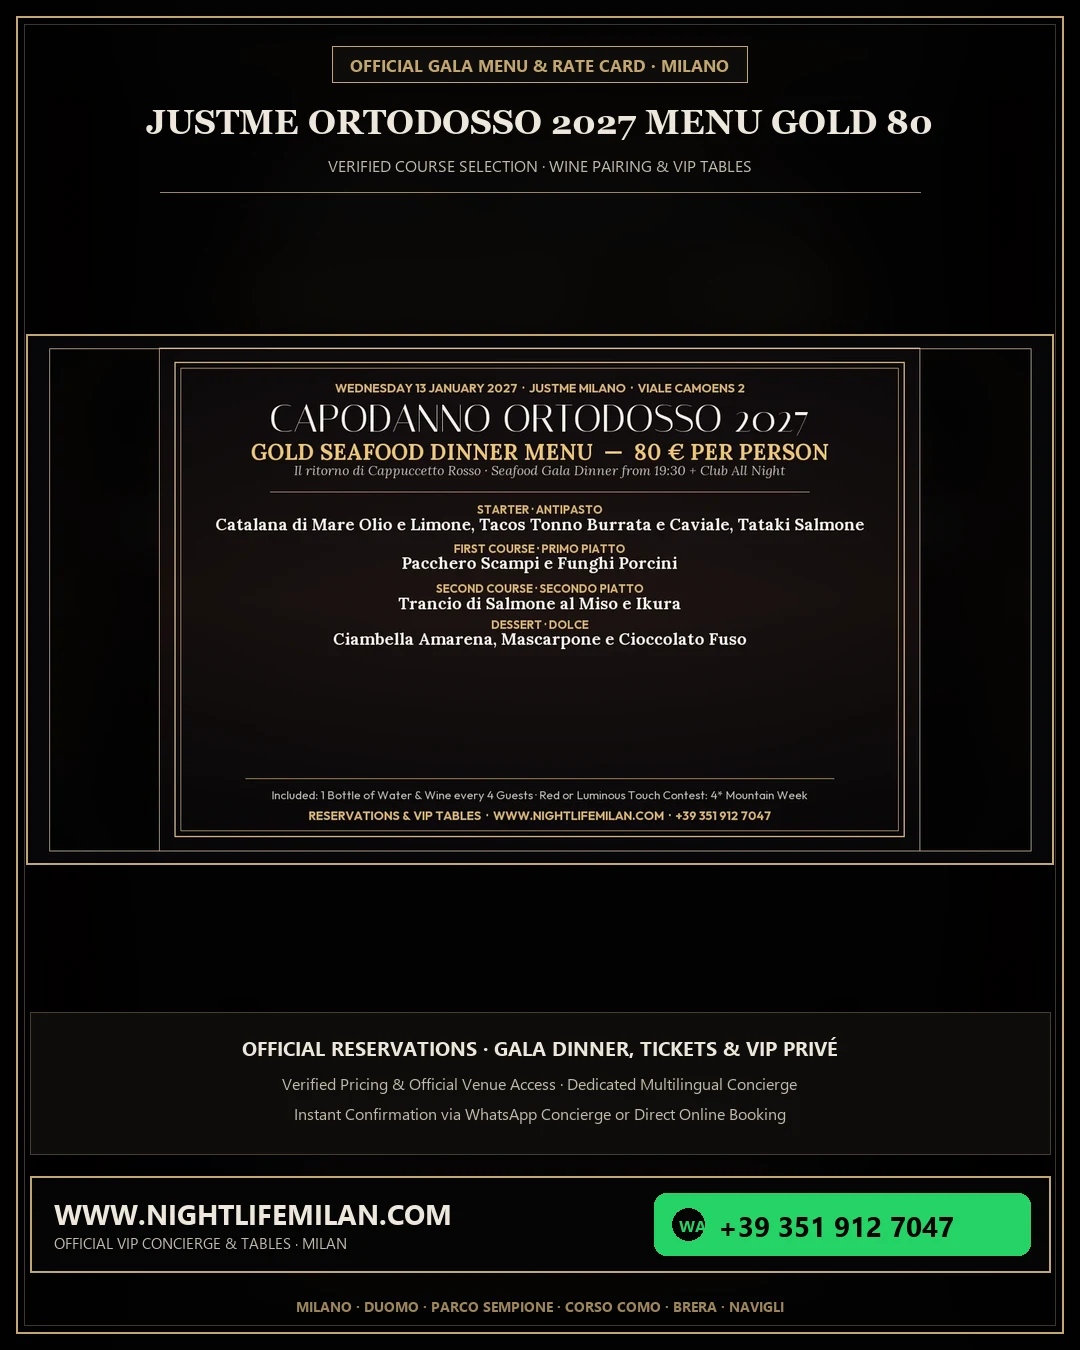 OFFICIAL GALA MENU & RATE CARD · MILANO
JUSTME ORTODOSSO 2027 MENU GOLD 80
VERIFIED COURSE SELECTION · WINE PAIRING & VIP TABLES
WEDNESDAY 13 JANUARY 2027 · JUSTME MILANO · VIALE CAMOENS 2
CAPODANNO ORTODOSSO 2027
GOLD SEAFOOD DINNER MENU — 80 € PER PERSON
Il ritorno di Cappuccetto Rosso · Seafood Gala Dinner from 19:30 + Club All Night
STARTER · ANTIPASTO
Catalana di Mare Olio e Limone, Tacos Tonno Burrata e Caviale, Tataki Salmone
FIRST COURSE · PRIMO PIATTO
Pacchero Scampi e Funghi Porcini
SECOND COURSE · SECONDO PIATTO
Trancio di Salmone al Miso e Ikura
DESSERT · DOLCE
Ciambella Amarena, Mascarpone e Cioccolato Fuso
Included: 1 Bottle of Water & Wine every 4 Guests · Red or Luminous Touch Contest: 4* Mountain Week
RESERVATIONS & VIP TABLES · WWW.NIGHTLIFEMILAN.COM · +39 351 912 7047
OFFICIAL RESERVATIONS · GALA DINNER, TICKETS & VIP PRIVÉ
Verified Pricing & Official Venue Access · Dedicated Multilingual Concierge
Instant Confirmation via WhatsApp Concierge or Direct Online Booking
WWW.NIGHTLIFEMILAN.COM
OFFICIAL VIP CONCIERGE & TABLES · MILAN
WA +39 351 912 7047
MILANO · DUOMO · PARCO SEMPIONE · CORSO COMO · BRERA · NAVIGLI